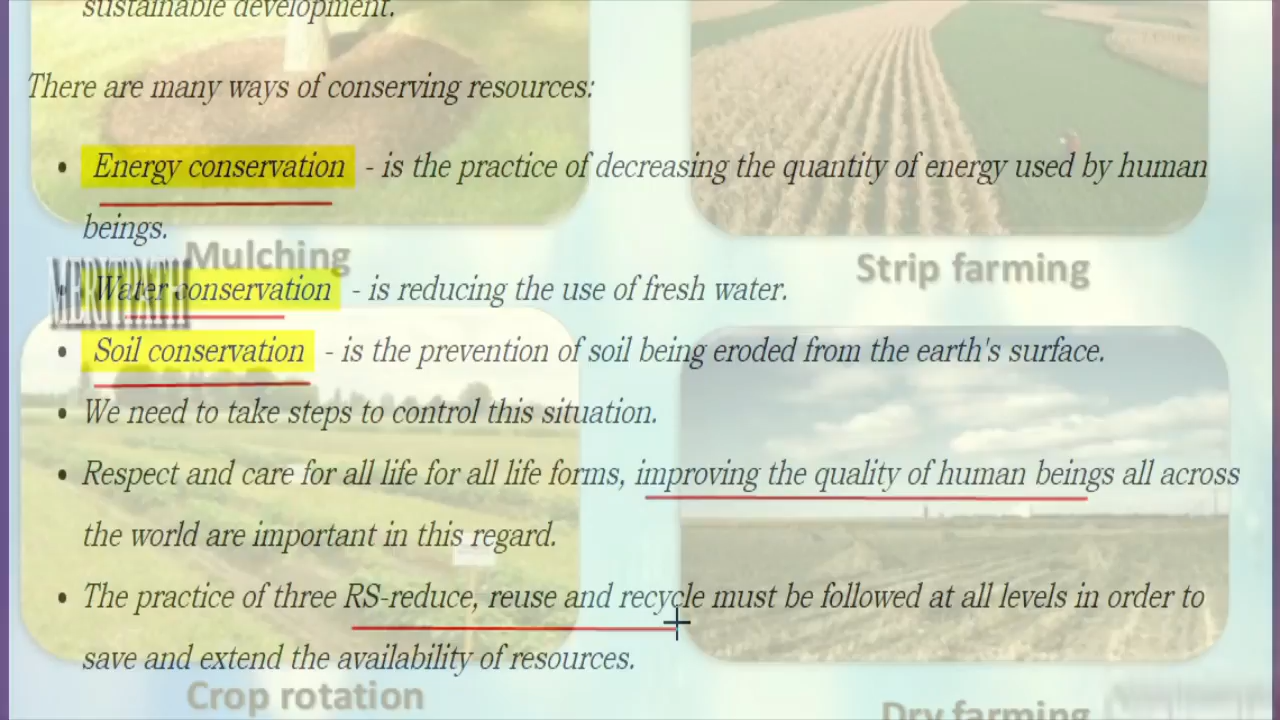 sustainable development.
There are many ways of conserving resources:
• Energy conservation - is the practice of decreasing the quantity of energy used by human
beings.
Mulching
Strip farming
MERITPATH
Water conservation - is reducing the use of fresh water.
• Soil conservation - is the prevention of soil being eroded from the earth's surface.
• We need to take steps to control this situation.
• Respect and care for all life for all life forms, improving the quality of human beings all across
the world are important in this regard.
• The practice of three RS-reduce, reuse and recycle must be followed at all levels in order to
save and extend the availability of resources.
Crop rotation
Dry farming